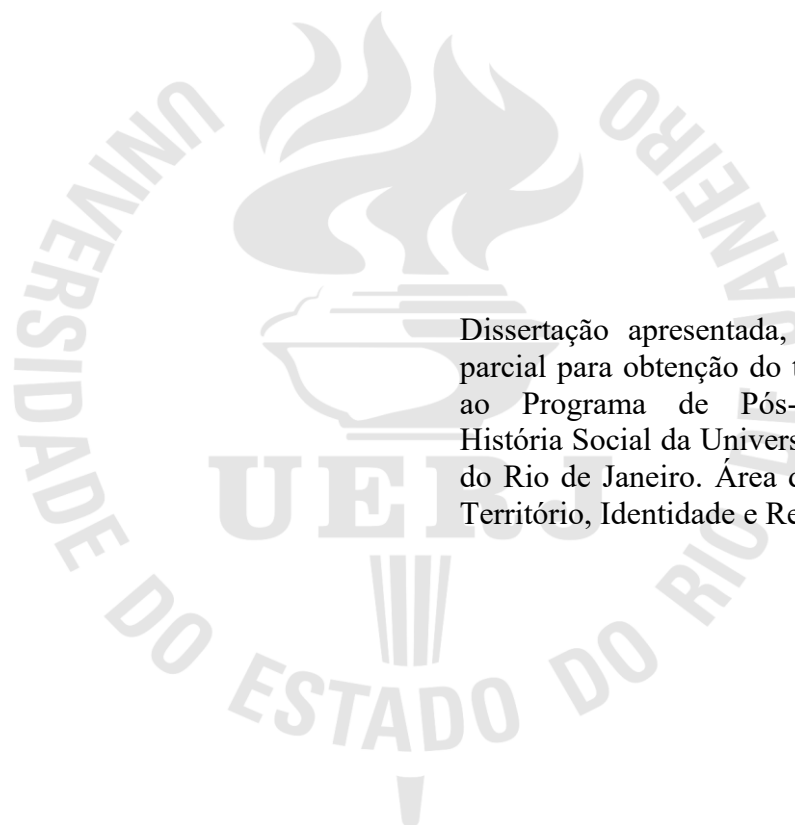 UNIVERSIDADE DO ESTADO DO RIO DE JANEIRO
Dissertação apresentada,
parcial para obtenção do t
ao Programa de Pós-
História Social da Univers
do Rio de Janeiro. Área d
Território, Identidade e Re
UERJ